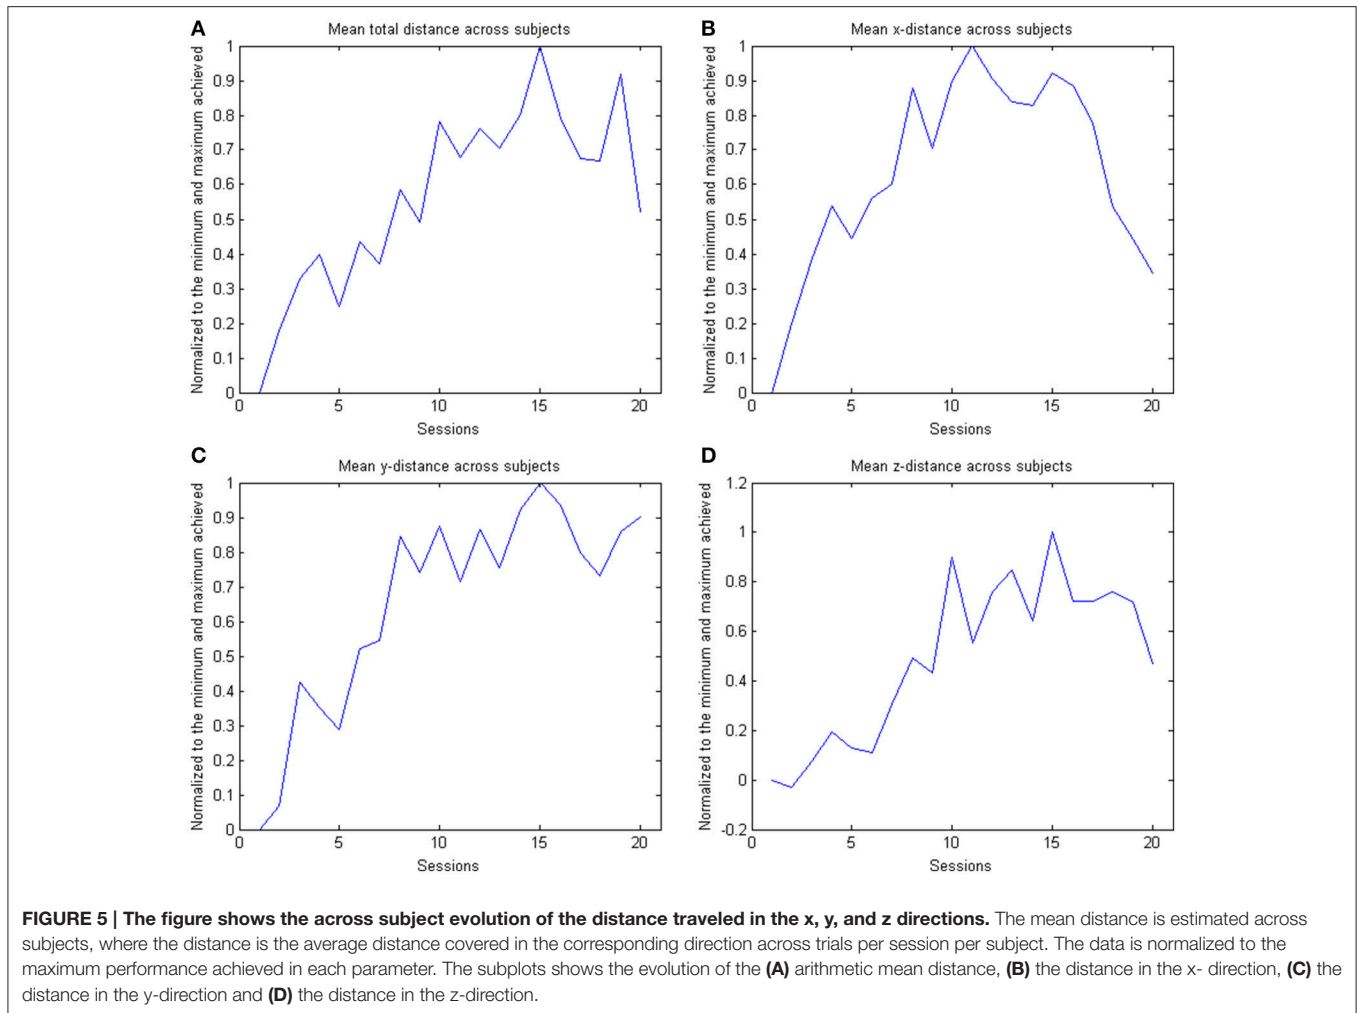 A
Mean total distance across subjects
Normalized to the minimum and maximum achieved
1
0.9
0.8
0.7
0.6
0.5
0.4
0.3
0.2
0.1
0
0 5 10 15 20
Sessions
B
Mean x-distance across subjects
Normalized to the minimum and maximum achieved
1
0.9
0.8
0.7
0.6
0.5
0.4
0.3
0.2
0.1
0
0 5 10 15 20
Sessions
C
Mean y-distance across subjects
Normalized to the minimum and maximum achieved
1
0.9
0.8
0.7
0.6
0.5
0.4
0.3
0.2
0.1
0
0 5 10 15 20
Sessions
D
Mean z-distance across subjects
Normalized to the minimum and maximum achieved
1.2
1
0.8
0.6
0.4
0.2
0
-0.2
0 5 10 15 20
Sessions
FIGURE 5 | The figure shows the across subject evolution of the distance traveled in the x, y, and z directions. The mean distance is estimated across
subjects, where the distance is the average distance covered in the corresponding direction across trials per session per subject. The data is normalized to the
maximum performance achieved in each parameter. The subplots shows the evolution of the (A) arithmetic mean distance, (B) the distance in the x- direction, (C) the
distance in the y-direction and (D) the distance in the z-direction.